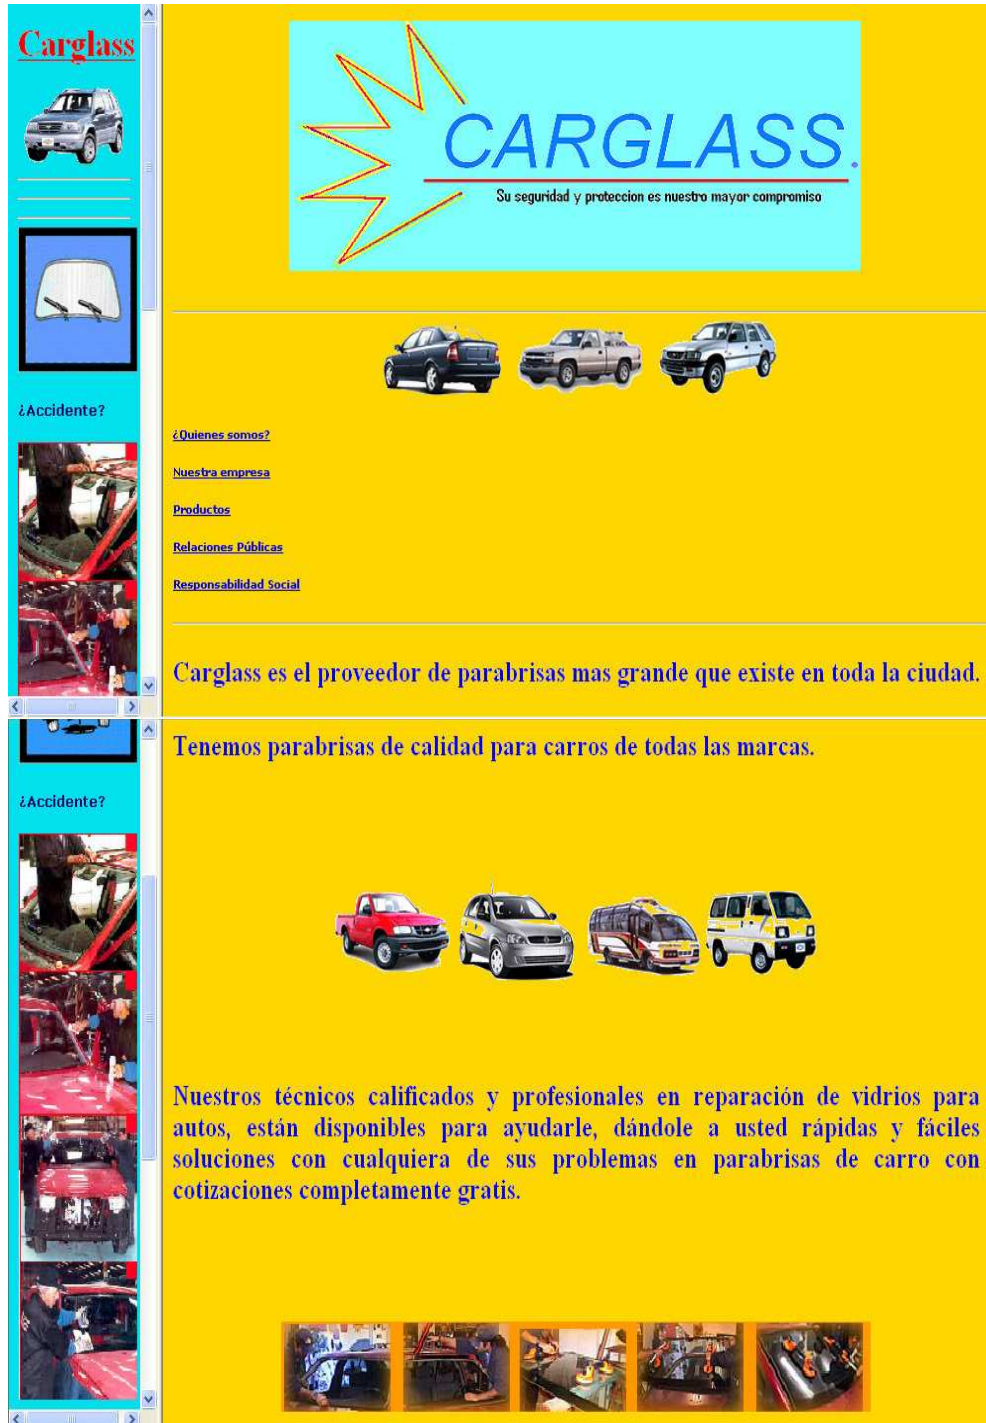 Carglass
¿Accidente?
CARGLASS.
Su seguridad y proteccion es nuestro mayor compromiso
¿Quienes somos?
Nuestra empresa
Productos
Relaciones Públicas
Responsabilidad Social
Carglass es el proveedor de parabrisas mas grande que existe en toda la ciudad.
¿Accidente?
Tenemos parabrisas de calidad para carros de todas las marcas.
Nuestros técnicos calificados y profesionales en reparación de vidrios para
autos, están disponibles para ayudarle, dándole a usted rápidas y fáciles
soluciones con cualquiera de sus problemas en parabrisas de carro con
cotizaciones completamente gratis.